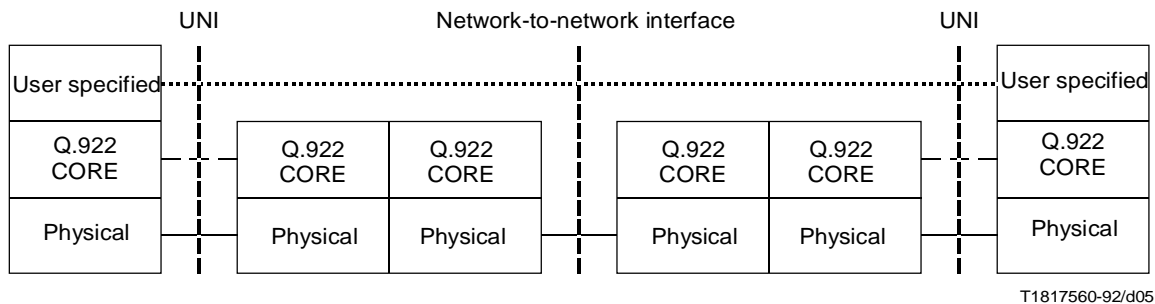 UNI Network-to-network interface UNI
User specified User specified
Q.922 Q.922 Q.922 Q.922 Q.922 Q.922
CORE CORE CORE CORE CORE CORE
Physical Physical Physical Physical Physical Physical
T1817560-92/d05